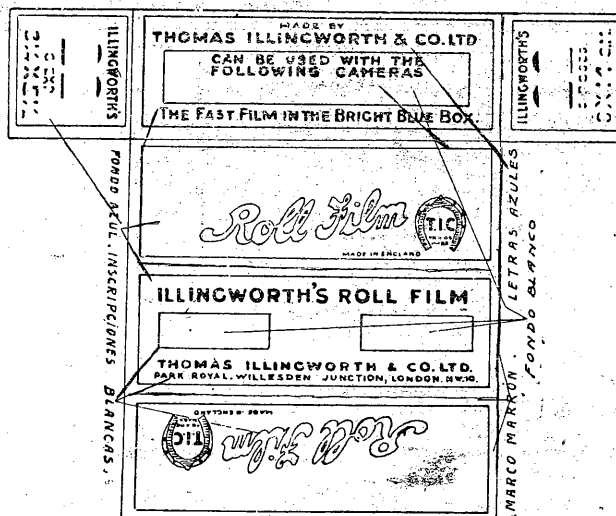 MADE BY
THOMAS ILLINGWORTH & CO. LTD
CAN BE USED WITH THE
FOLLOWING CAMERAS
THE FAST FILM IN THE BRIGHT BLUE BOX.
ILLINGWORTH'S
ILLINGWORTH'S
Roll Film
T.I.C
MADE IN ENGLAND
ILLINGWORTH'S ROLL FILM
THOMAS ILLINGWORTH & CO. LTD.
PARK ROYAL, WILLESDEN JUNCTION, LONDON. N.W.10.
Roll Film
T.I.C
MADE IN ENGLAND
FONDO AZUL. INSCRIPCIONES BLANCAS.
MARCO MARRON. LETRAS AZULES
FONDO BLANCO